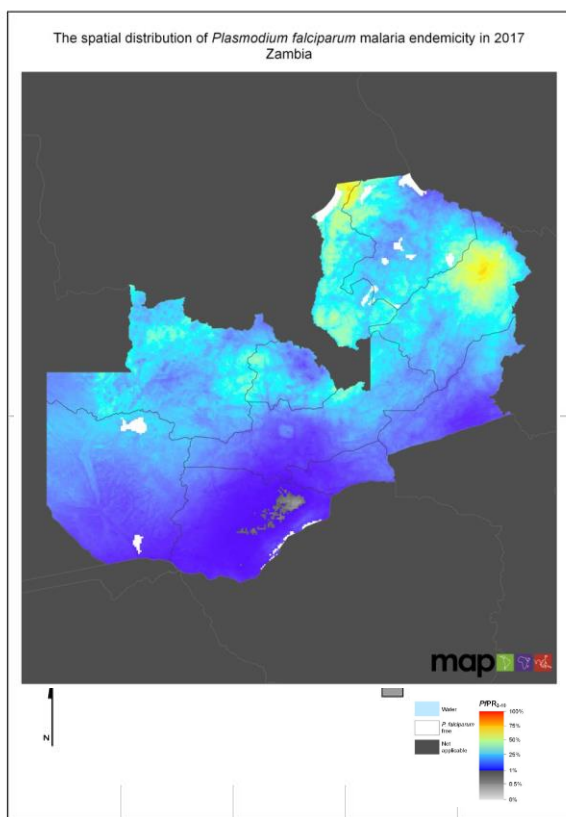 The spatial distribution of Plasmodium falciparum malaria endemicity in 2017
Zambia
map
N
Water
P. falciparum
free
Not
applicable
PfPR2-10
100%
75%
50%
25%
1%
0.5%
0%